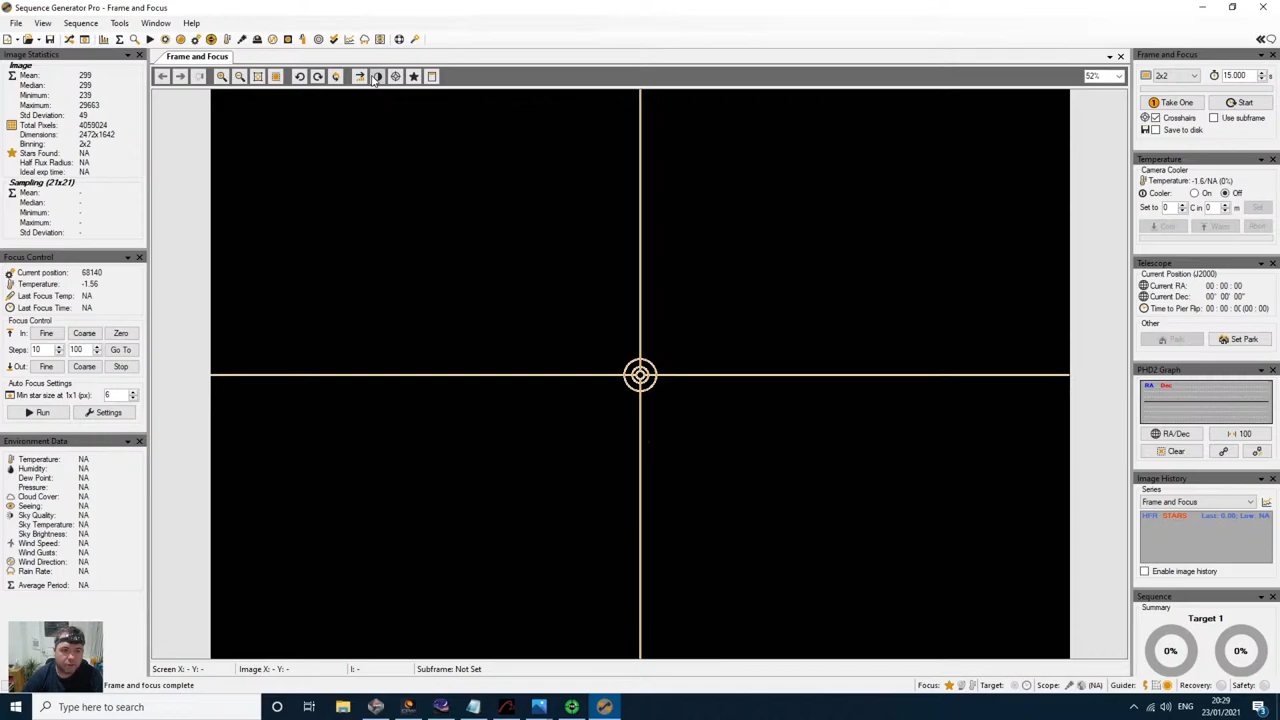 Sequence Generator Pro - Frame and Focus
File View Sequence Tools Window Help
Image Statistics
Image
Mean: 299
Median: 299
Minimum: 239
Maximum: 29663
Std Deviation: 49
Total Pixels: 4059024
Dimensions: 2472x1642
Binning: 2x2
Stars Found: NA
Half Flux Radius: NA
Ideal exp time: NA
Sampling (21x21)
Mean: -
Median: -
Minimum: -
Maximum: -
Std Deviation: -
Focus Control
Current position: 68140
Temperature: -1.56
Last Focus Temp: NA
Last Focus Time: NA
Focus Control
In: Fine Coarse Zero
Steps: 10 100 Go To
Out: Fine Coarse Stop
Auto Focus Settings
Min star size at 1x1 (px): 6
Run Settings
Environment Data
Temperature: NA
Humidity: NA
Dew Point: NA
Pressure: NA
Cloud Cover: NA
Seeing: NA
Sky Quality: NA
Sky Temperature: NA
Sky Brightness: NA
Wind Speed: NA
Wind Gusts: NA
Wind Direction: NA
Rain Rate: NA
Average Period: NA
Frame and Focus
52%
Screen X: - Y: - Image X: - Y: - I: - Subframe: Not Set
Frame and Focus
2x2 15.000 s
Take One Start
Crosshairs Use subframe
Save to disk
Temperature
Camera Cooler
Temperature: -1.6/NA (0%)
Cooler: On Off
Set to 0 C in 0 m Set
Warm Abort
Telescope
Current Position (J2000)
Current RA: 00 : 00 : 00
Current Dec: 00° 00' 00"
Time to Pier Flip: 00 : 00 : 0( (00 : 00)
Other
Park Set Park
PHD2 Graph
RA Dec
RA/Dec 100
Clear
Image History
Series
Frame and Focus
HFR STARS Last: 0.00, Low: NA
Enable image history
Sequence
Summary
Target 1
0% 0%
Frame and focus complete
Focus: Target: Scope: (NA) Guider: Recovery: Safety:
Type here to search
ENG
20:29
23/01/2021
3